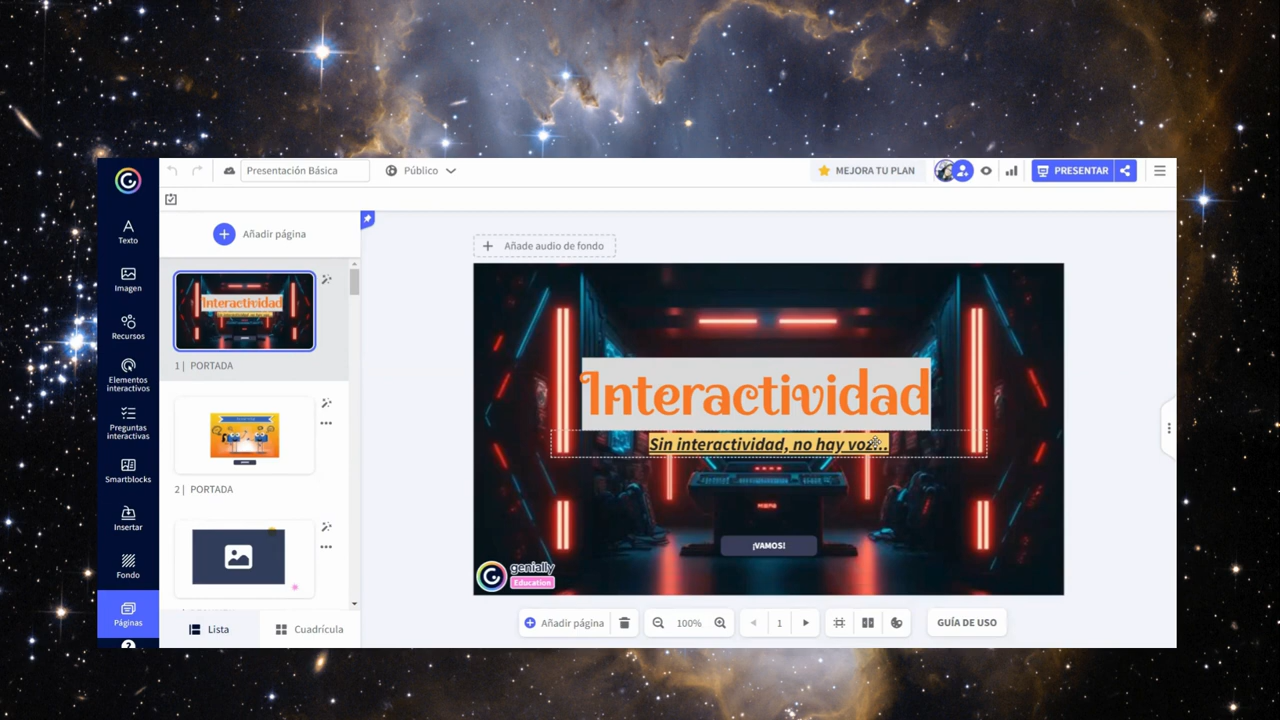 Presentación Básica
Público
MEJORA TU PLAN
PRESENTAR
Texto
Imagen
Recursos
Elementos
interactivos
Preguntas
interactivas
Smartblocks
Insertar
Fondo
Páginas
?
Añadir página
Interactividad
1 | PORTADA
2 | PORTADA
Lista
Cuadrícula
Añade audio de fondo
Interactividad
Sin interactividad, no hay voz...
¡VAMOS!
genially
Education
Añadir página
100%
1
GUÍA DE USO